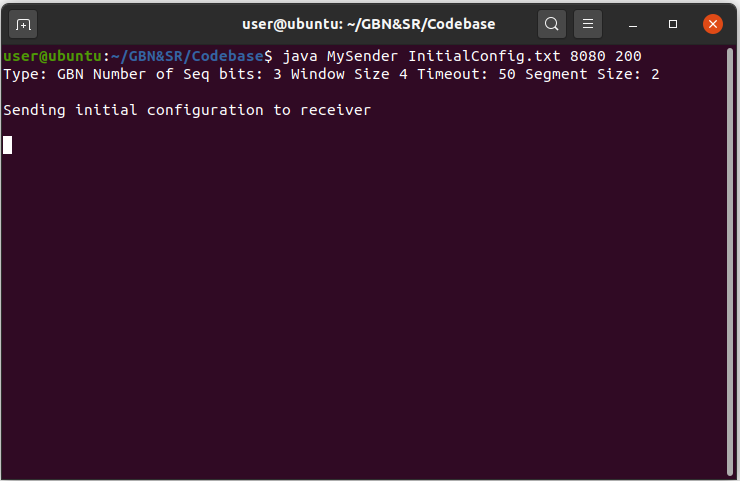 user@ubuntu: ~/GBN&SR/Codebase
user@ubuntu:~/GBN&SR/Codebase$ java MySender InitialConfig.txt 8080 200
Type: GBN Number of Seq bits: 3 Window Size 4 Timeout: 50 Segment Size: 2
Sending initial configuration to receiver